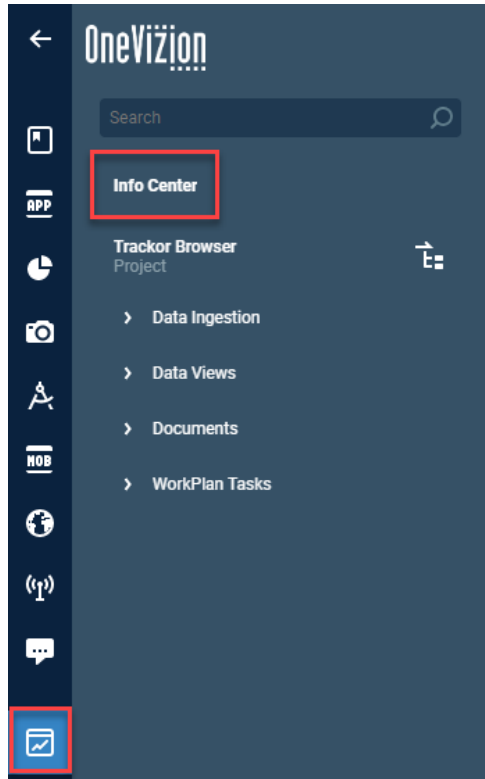 OneVizion
Search
Info Center
APP
Trackor Browser
Project
Data Ingestion
Data Views
Documents
WorkPlan Tasks
MOB